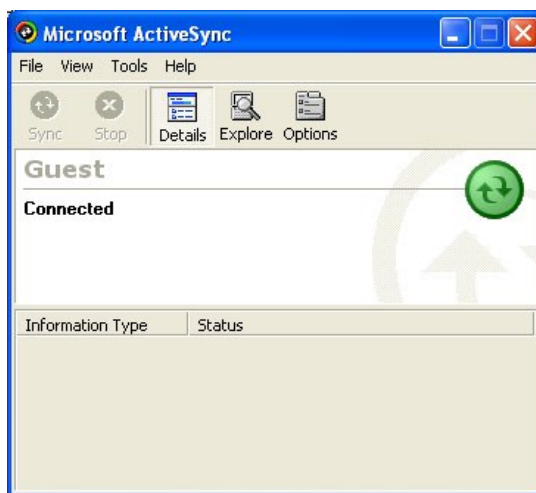 Microsoft ActiveSync
File View Tools Help
Sync Stop Details Explore Options
Guest
Connected
Information Type Status